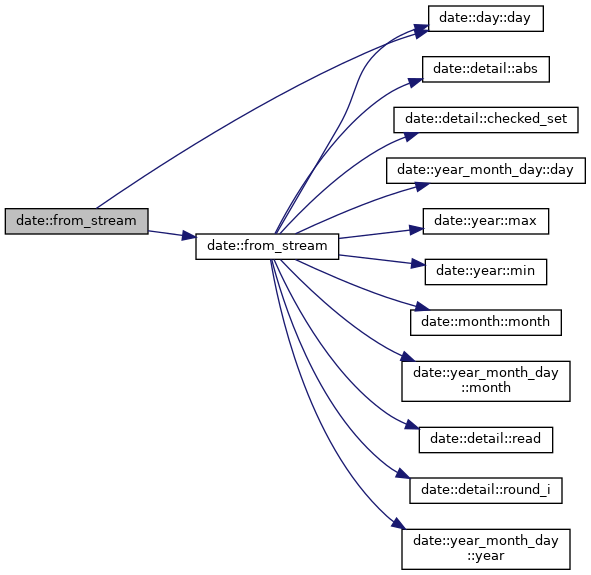 date::from_stream
date::from_stream
date::day::day
date::detail::abs
date::detail::checked_set
date::year_month_day::day
date::year::max
date::year::min
date::month::month
date::year_month_day
::month
date::detail::read
date::detail::round_i
date::year_month_day
::year